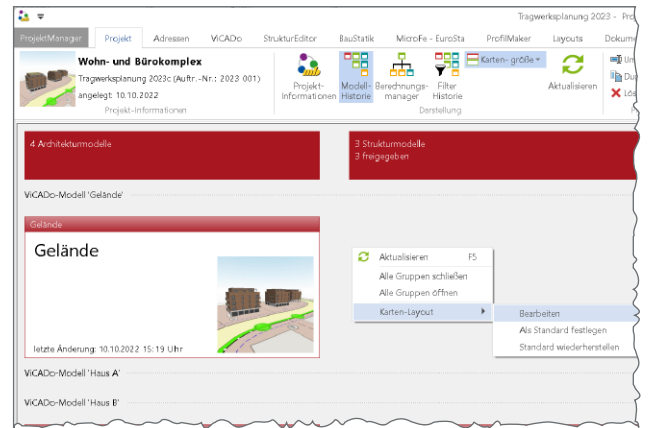 Tragwerksplanung 2023 - Pro
ProjektManager Projekt Adressen ViCADo StrukturEditor BauStatik MicroFe - EuroSta ProfilMaker Layouts Dokume
Wohn- und Bürokomplex
Tragwerksplanung 2023c (Auftr.-Nr.: 2023 001)
angelegt: 10.10.2022
Projekt-Informationen
Projekt-Informationen
Modell-Historie
Berechnungs-manager
Filter Historie
Karten- größe
Aktualisieren
Um
Dup
Lös
Darstellung
4 Architekturmodelle
3 Strukturmodelle
3 freigegeben
ViCADo-Modell 'Gelände'
Gelände
Gelände
letzte Änderung: 10.10.2022 15:19 Uhr
Aktualisieren F5
Alle Gruppen schließen
Alle Gruppen öffnen
Karten-Layout
Bearbeiten
Als Standard festlegen
Standard wiederherstellen
ViCADo-Modell 'Haus A'
ViCADo-Modell 'Haus B'